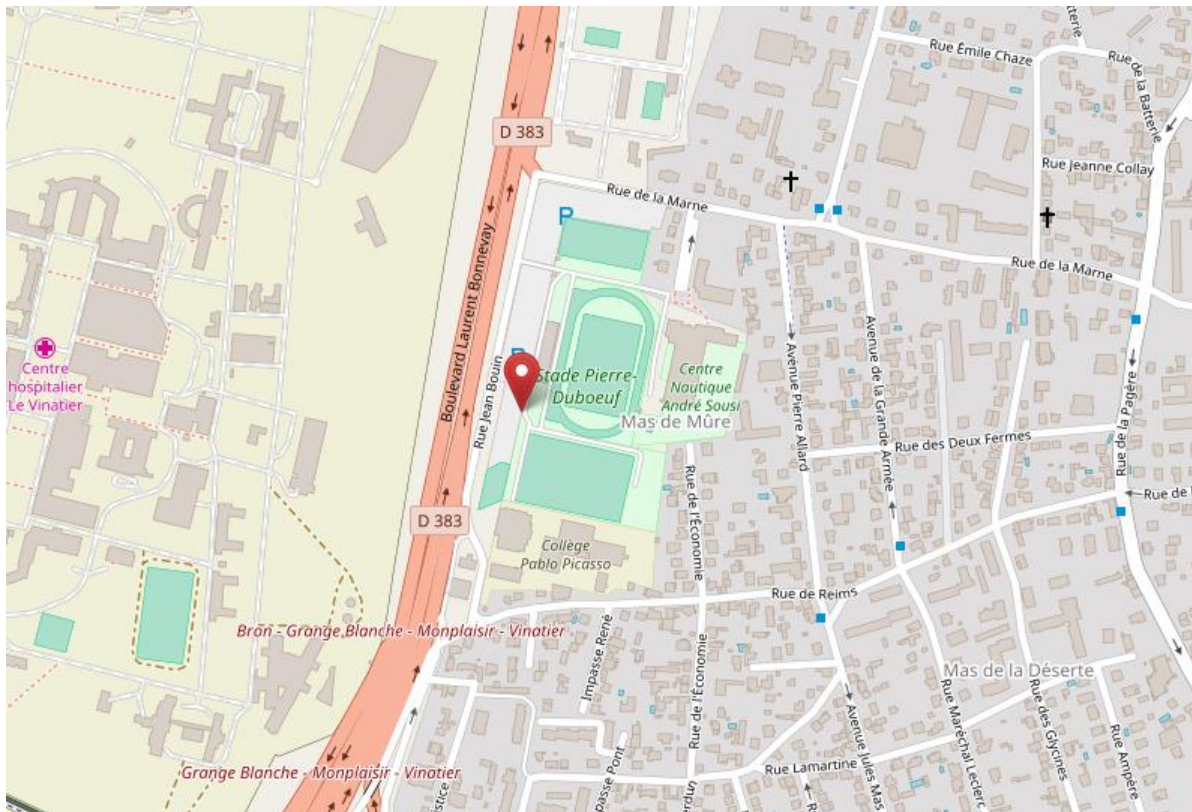 Rue Émile Chaze
Rue de la Batterie
D 383
Rue Jeanne Collay
Rue de la Marne
Rue de la Marne
Boulevard Laurent Bonnevay
P
P
Rue Jean Bouin
Stade Pierre-
Duboeuf
Centre
Nautique
André Sousi
Mas de Mûre
Avenue Pierre Allard
Avenue de la Grande Armée
Rue de la Pagère
Centre
hospitalier
Le Vinatier
Rue des Deux Fermes
Rue de l'Économie
Rue de
D 383
Collège
Pablo Picasso
Rue de Reims
Bron - Grange Blanche - Monplaisir - Vinatier
Impasse René
Rue de l'Économie
Mas de la Déserte
Avenue Jules Mas
Rue Maréchal Leclerc
Rue des Glycines
Rue Ampère
Rue Lamartine
Grange Blanche - Monplaisir - Vinatier